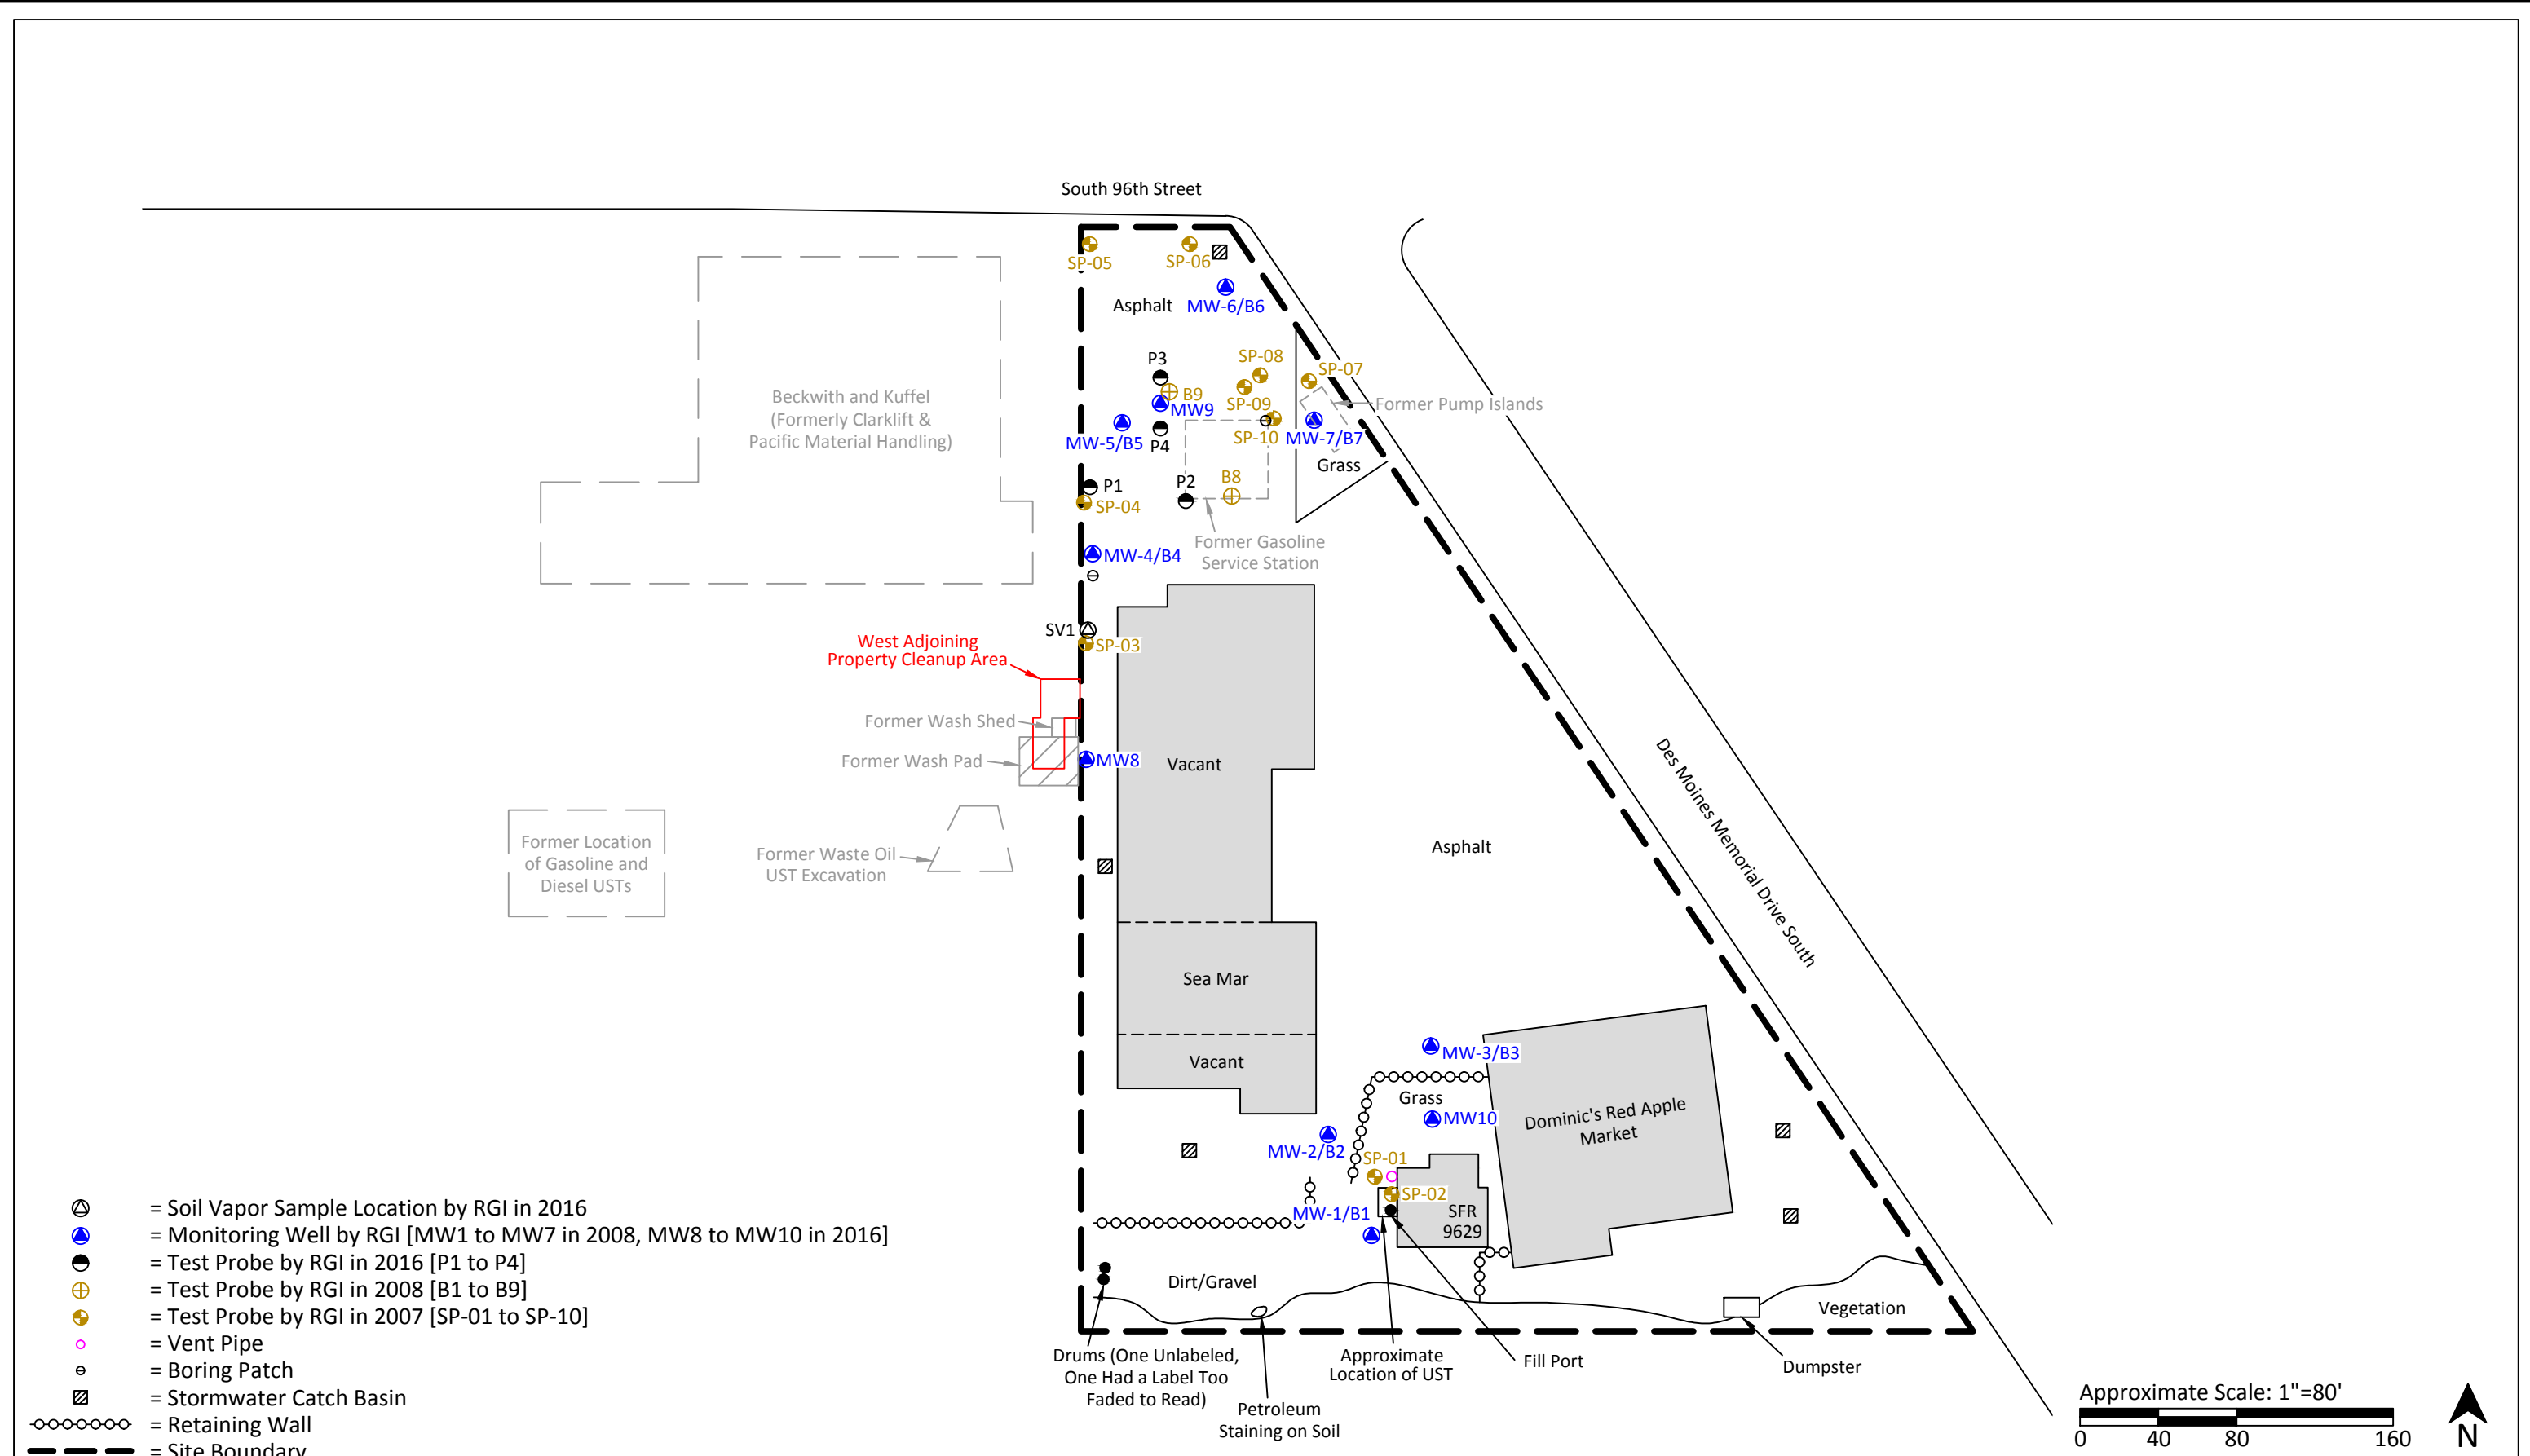 South 96th Street
SP-05
SP-06
Asphalt
MW-6/B6
P3
SP-08
SP-07
B9
Beckwith and Kuffel
(Formerly Clarklift &
Pacific Material Handling)
MW9
SP-09
Former Pump Islands
MW-5/B5
P4
SP-10
MW-7/B7
Grass
P1
P2
B8
SP-04
Former Gasoline
Service Station
MW-4/B4
SV1
SP-03
West Adjoining
Property Cleanup Area
Former Wash Shed
Former Wash Pad
MW8
Vacant
Des Moines Memorial Drive South
Former Location
of Gasoline and
Diesel USTs
Former Waste Oil
UST Excavation
Asphalt
Sea Mar
Vacant
MW-3/B3
Grass
MW10
Dominic's Red Apple
Market
MW-2/B2
SP-01
SP-02
MW-1/B1
SFR
9629
Dirt/Gravel
Vegetation
Drums (One Unlabeled,
One Had a Label Too
Faded to Read)
Petroleum
Staining on Soil
Approximate
Location of UST
Fill Port
Dumpster
= Soil Vapor Sample Location by RGI in 2016
= Monitoring Well by RGI [MW1 to MW7 in 2008, MW8 to MW10 in 2016]
= Test Probe by RGI in 2016 [P1 to P4]
= Test Probe by RGI in 2008 [B1 to B9]
= Test Probe by RGI in 2007 [SP-01 to SP-10]
= Vent Pipe
= Boring Patch
= Stormwater Catch Basin
= Retaining Wall
= Site Boundary
Approximate Scale: 1"=80'
0 40 80 160
N